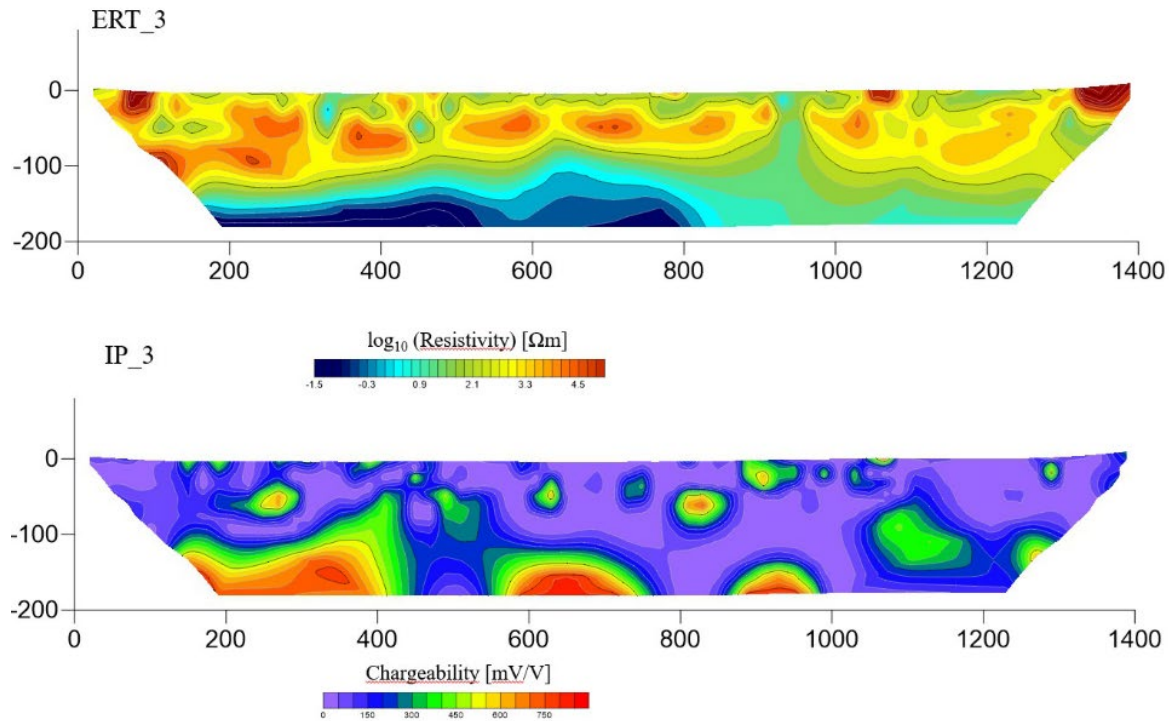 ERT_3
0
-100
-200
0 200 400 600 800 1000 1200 1400
log₁₀ (Resistivity) [Ωm]
-1.5 -0.3 0.9 2.1 3.3 4.5
IP_3
0
-100
-200
0 200 400 600 800 1000 1200 1400
Chargeability [mV/V]
0 150 300 450 600 750